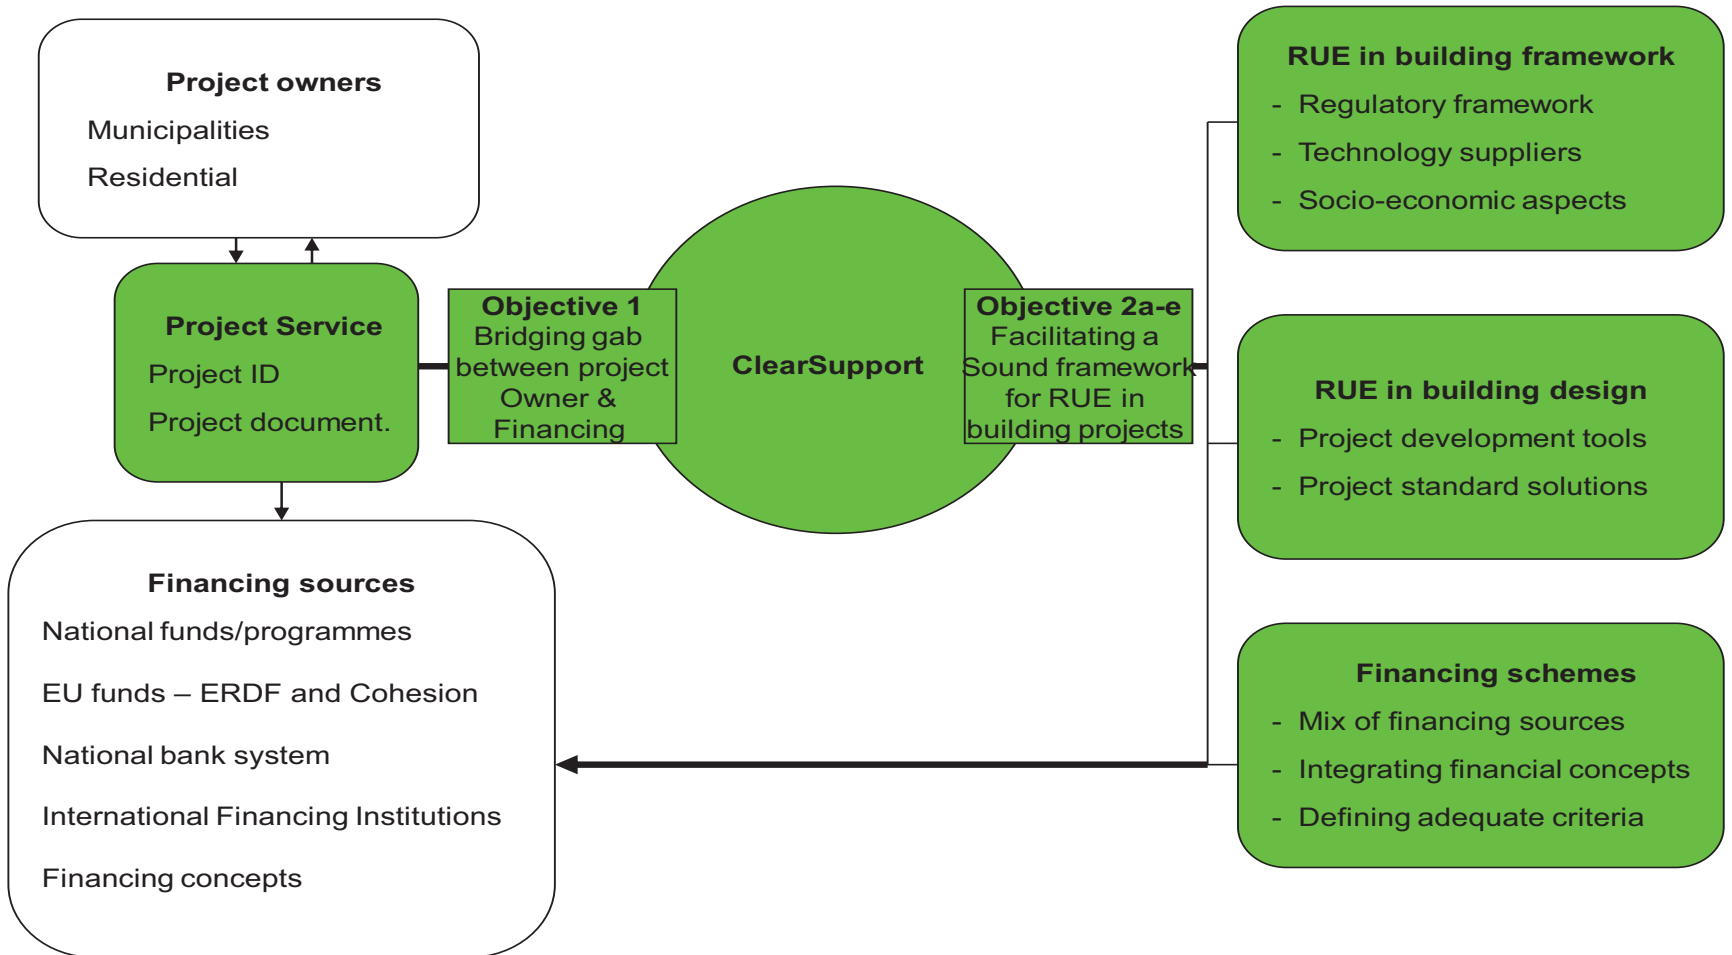 Project owners
Municipalities
Residential
Project Service
Project ID
Project document.
Financing sources
National funds/programmes
EU funds – ERDF and Cohesion
National bank system
International Financing Institutions
Financing concepts
Objective 1
Bridging gab
between project
Owner &
Financing
ClearSupport
Objective 2a-e
Facilitating a
Sound framework
for RUE in
building projects
RUE in building framework
- Regulatory framework
- Technology suppliers
- Socio-economic aspects
RUE in building design
- Project development tools
- Project standard solutions
Financing schemes
- Mix of financing sources
- Integrating financial concepts
- Defining adequate criteria